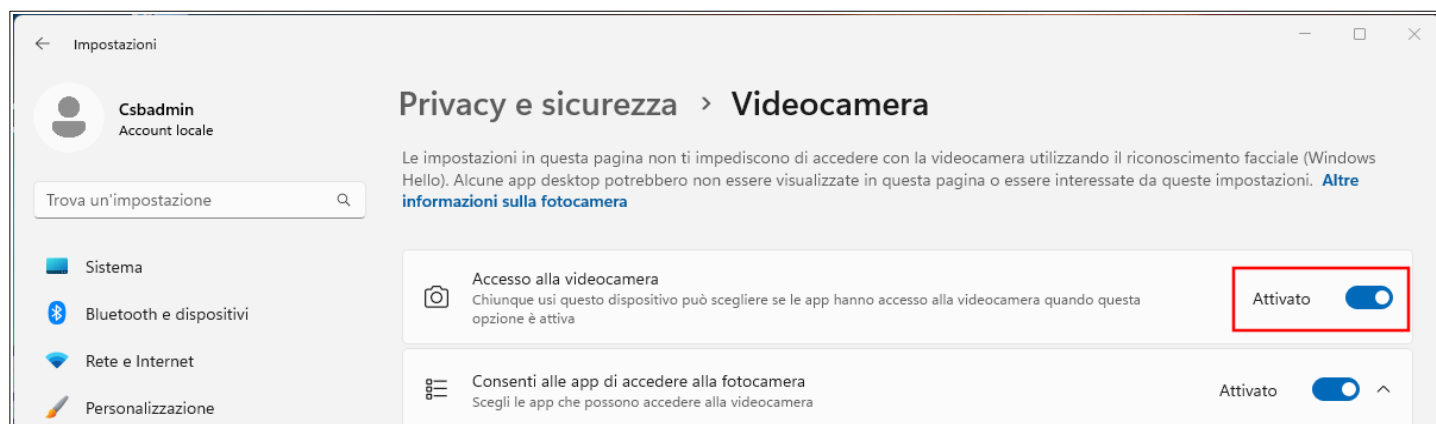 Impostazioni
Csbadmin
Account locale
Trova un'impostazione
Sistema
Bluetooth e dispositivi
Rete e Internet
Personalizzazione
Privacy e sicurezza > Videocamera
Le impostazioni in questa pagina non ti impediscono di accedere con la videocamera utilizzando il riconoscimento facciale (Windows
Hello). Alcune app desktop potrebbero non essere visualizzate in questa pagina o essere interessate da queste impostazioni. Altre
informazioni sulla fotocamera
Accesso alla videocamera
Chiunque usi questo dispositivo può scegliere se le app hanno accesso alla videocamera quando questa
opzione è attiva
Attivato
Consenti alle app di accedere alla fotocamera
Scegli le app che possono accedere alla videocamera
Attivato